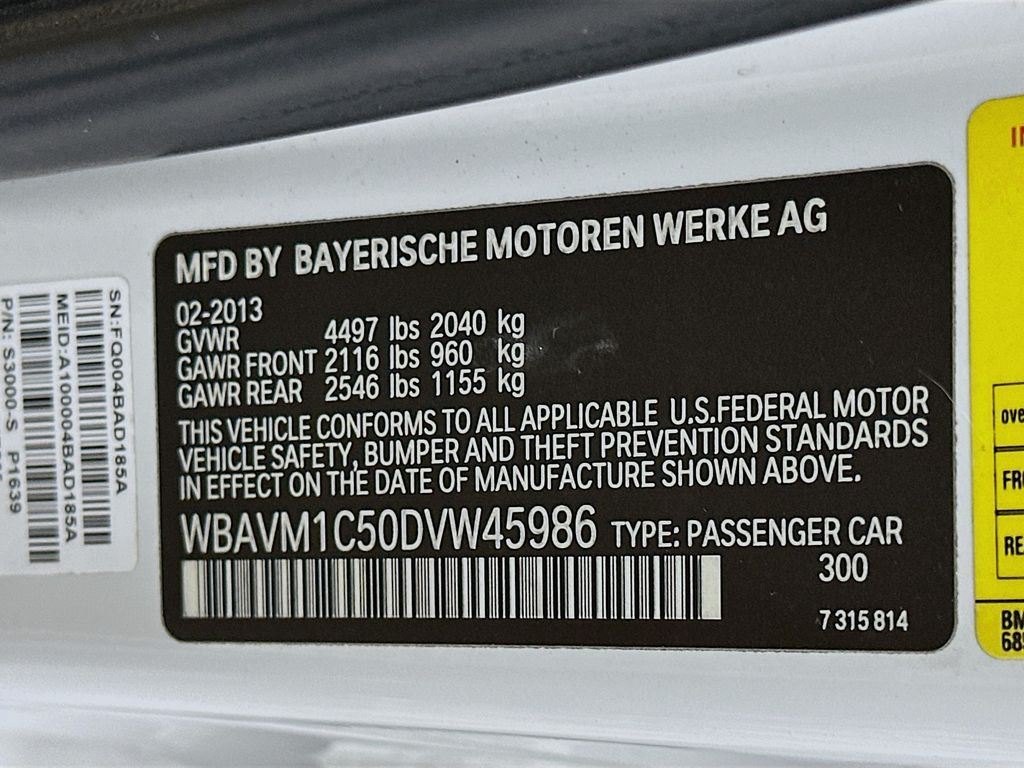 MFD BY BAYERISCHE MOTOREN WERKE AG
02-2013
GVWR 4497 lbs 2040 kg
GAWR FRONT 2116 lbs 960 kg
GAWR REAR 2546 lbs 1155 kg
THIS VEHICLE CONFORMS TO ALL APPLICABLE U.S.FEDERAL MOTOR
VEHICLE SAFETY, BUMPER AND THEFT PREVENTION STANDARDS
IN EFFECT ON THE DATE OF MANUFACTURE SHOWN ABOVE.
WBAVM1C50DVW45986 TYPE: PASSENGER CAR
300
7 315 814
SN:FQ004BAD185A
MEID:A100004BAD185A
P/N: S3000-S P1639